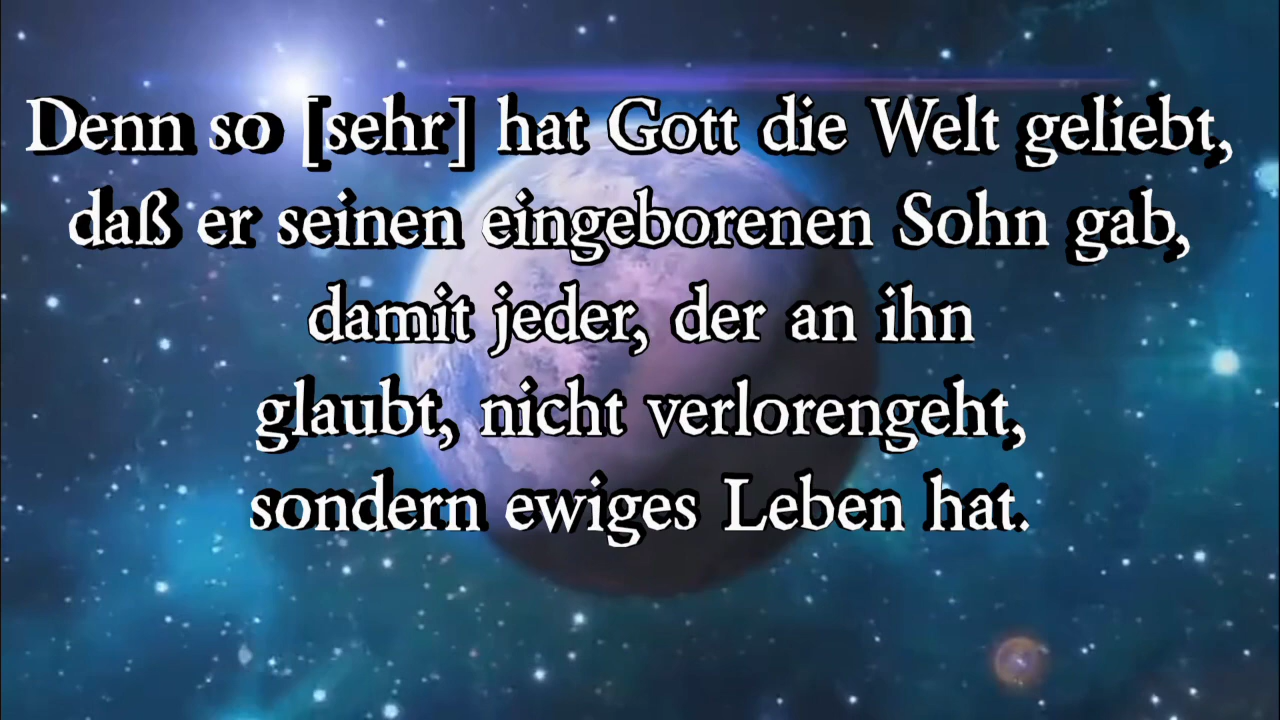 Denn so [sehr] hat Gott die Welt geliebt,
daß er seinen eingeborenen Sohn gab,
damit jeder, der an ihn
glaubt, nicht verlorengeht,
sondern ewiges Leben hat.